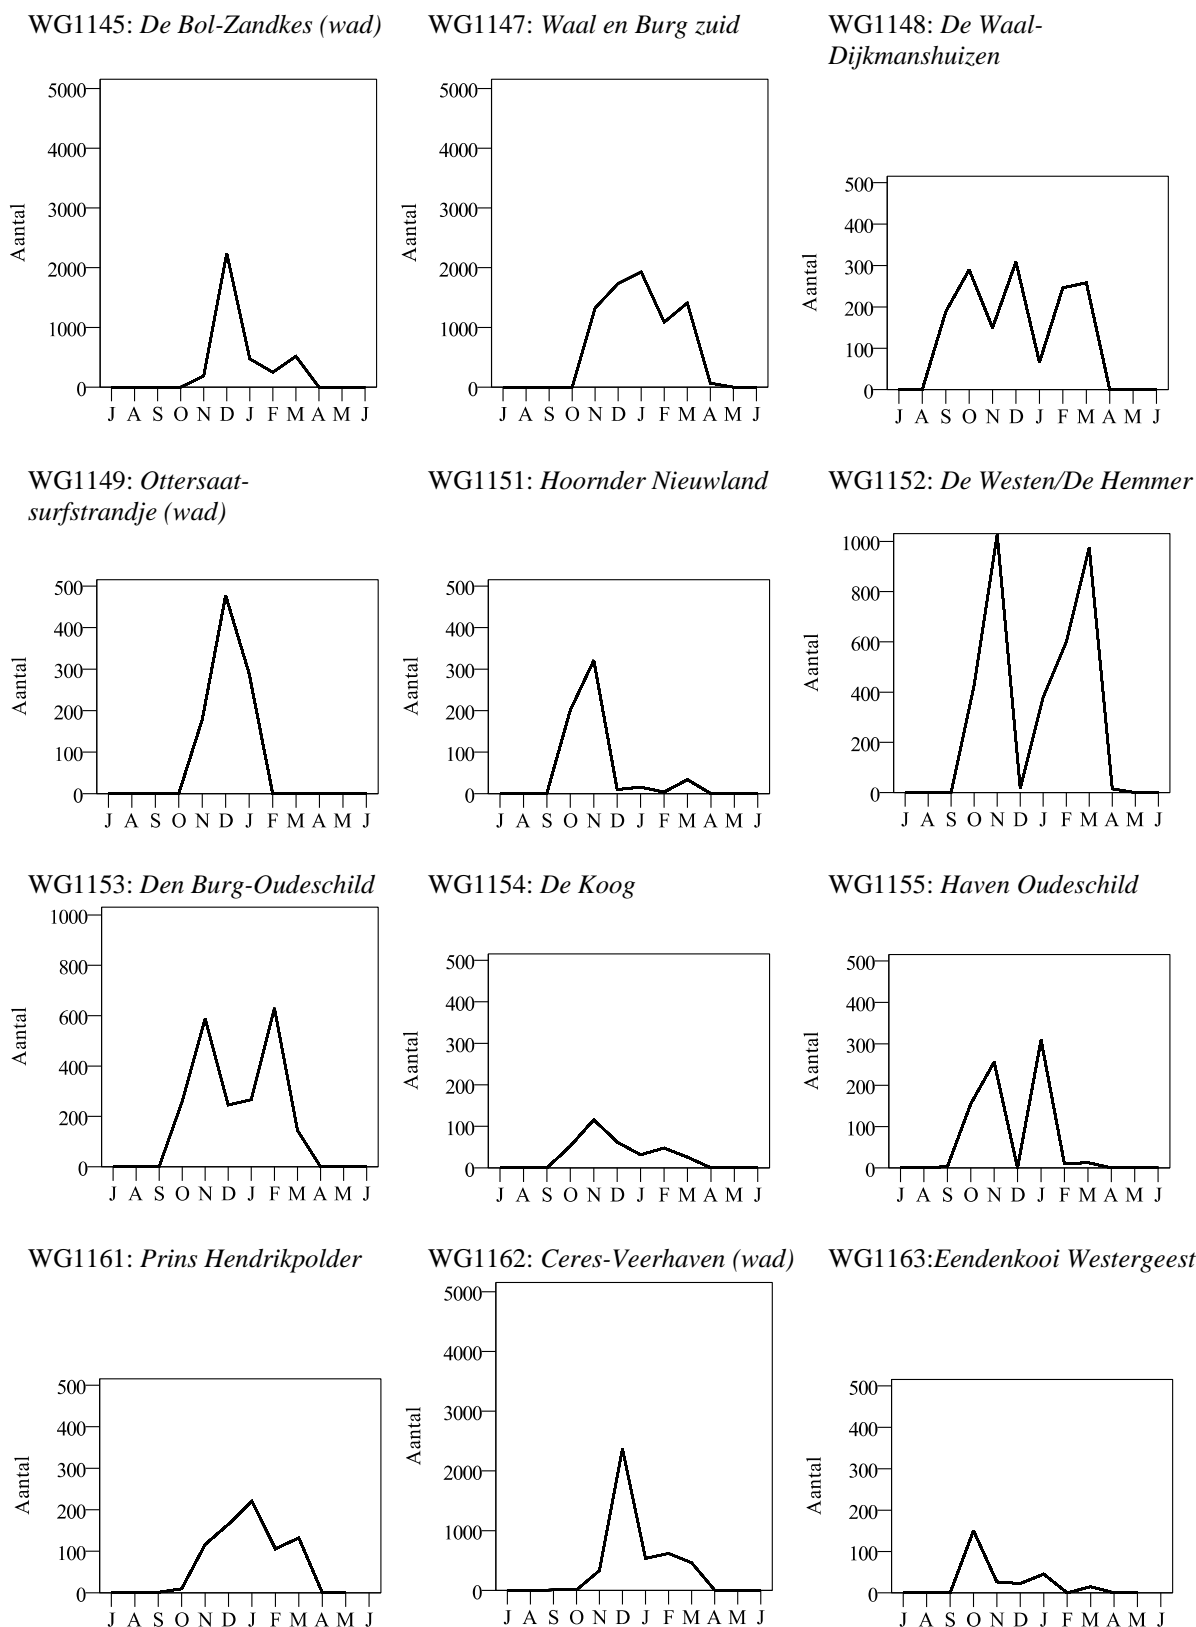 WG1145: De Bol-Zandkes (wad)
5000
4000
3000
2000
1000
0
Aantal
J A S O N D J F M A M J
WG1147: Waal en Burg zuid
5000
4000
3000
2000
1000
0
Aantal
J A S O N D J F M A M J
WG1148: De Waal-
Dijkmanshuizen
500
400
300
200
100
0
Aantal
J A S O N D J F M A M J
WG1149: Ottersaat-
surfstrandje (wad)
500
400
300
200
100
0
Aantal
J A S O N D J F M A M J
WG1151: Hoornder Nieuwland
500
400
300
200
100
0
Aantal
J A S O N D J F M A M J
WG1152: De Westen/De Hemmer
1000
800
600
400
200
0
Aantal
J A S O N D J F M A M J
WG1153: Den Burg-Oudeschild
1000
800
600
400
200
0
Aantal
J A S O N D J F M A M J
WG1154: De Koog
500
400
300
200
100
0
Aantal
J A S O N D J F M A M J
WG1155: Haven Oudeschild
500
400
300
200
100
0
Aantal
J A S O N D J F M A M J
WG1161: Prins Hendrikpolder
500
400
300
200
100
0
Aantal
J A S O N D J F M A M J
WG1162: Ceres-Veerhaven (wad)
5000
4000
3000
2000
1000
0
Aantal
J A S O N D J F M A M J
WG1163:Eendenkooi Westergeest
500
400
300
200
100
0
Aantal
J A S O N D J F M A M J